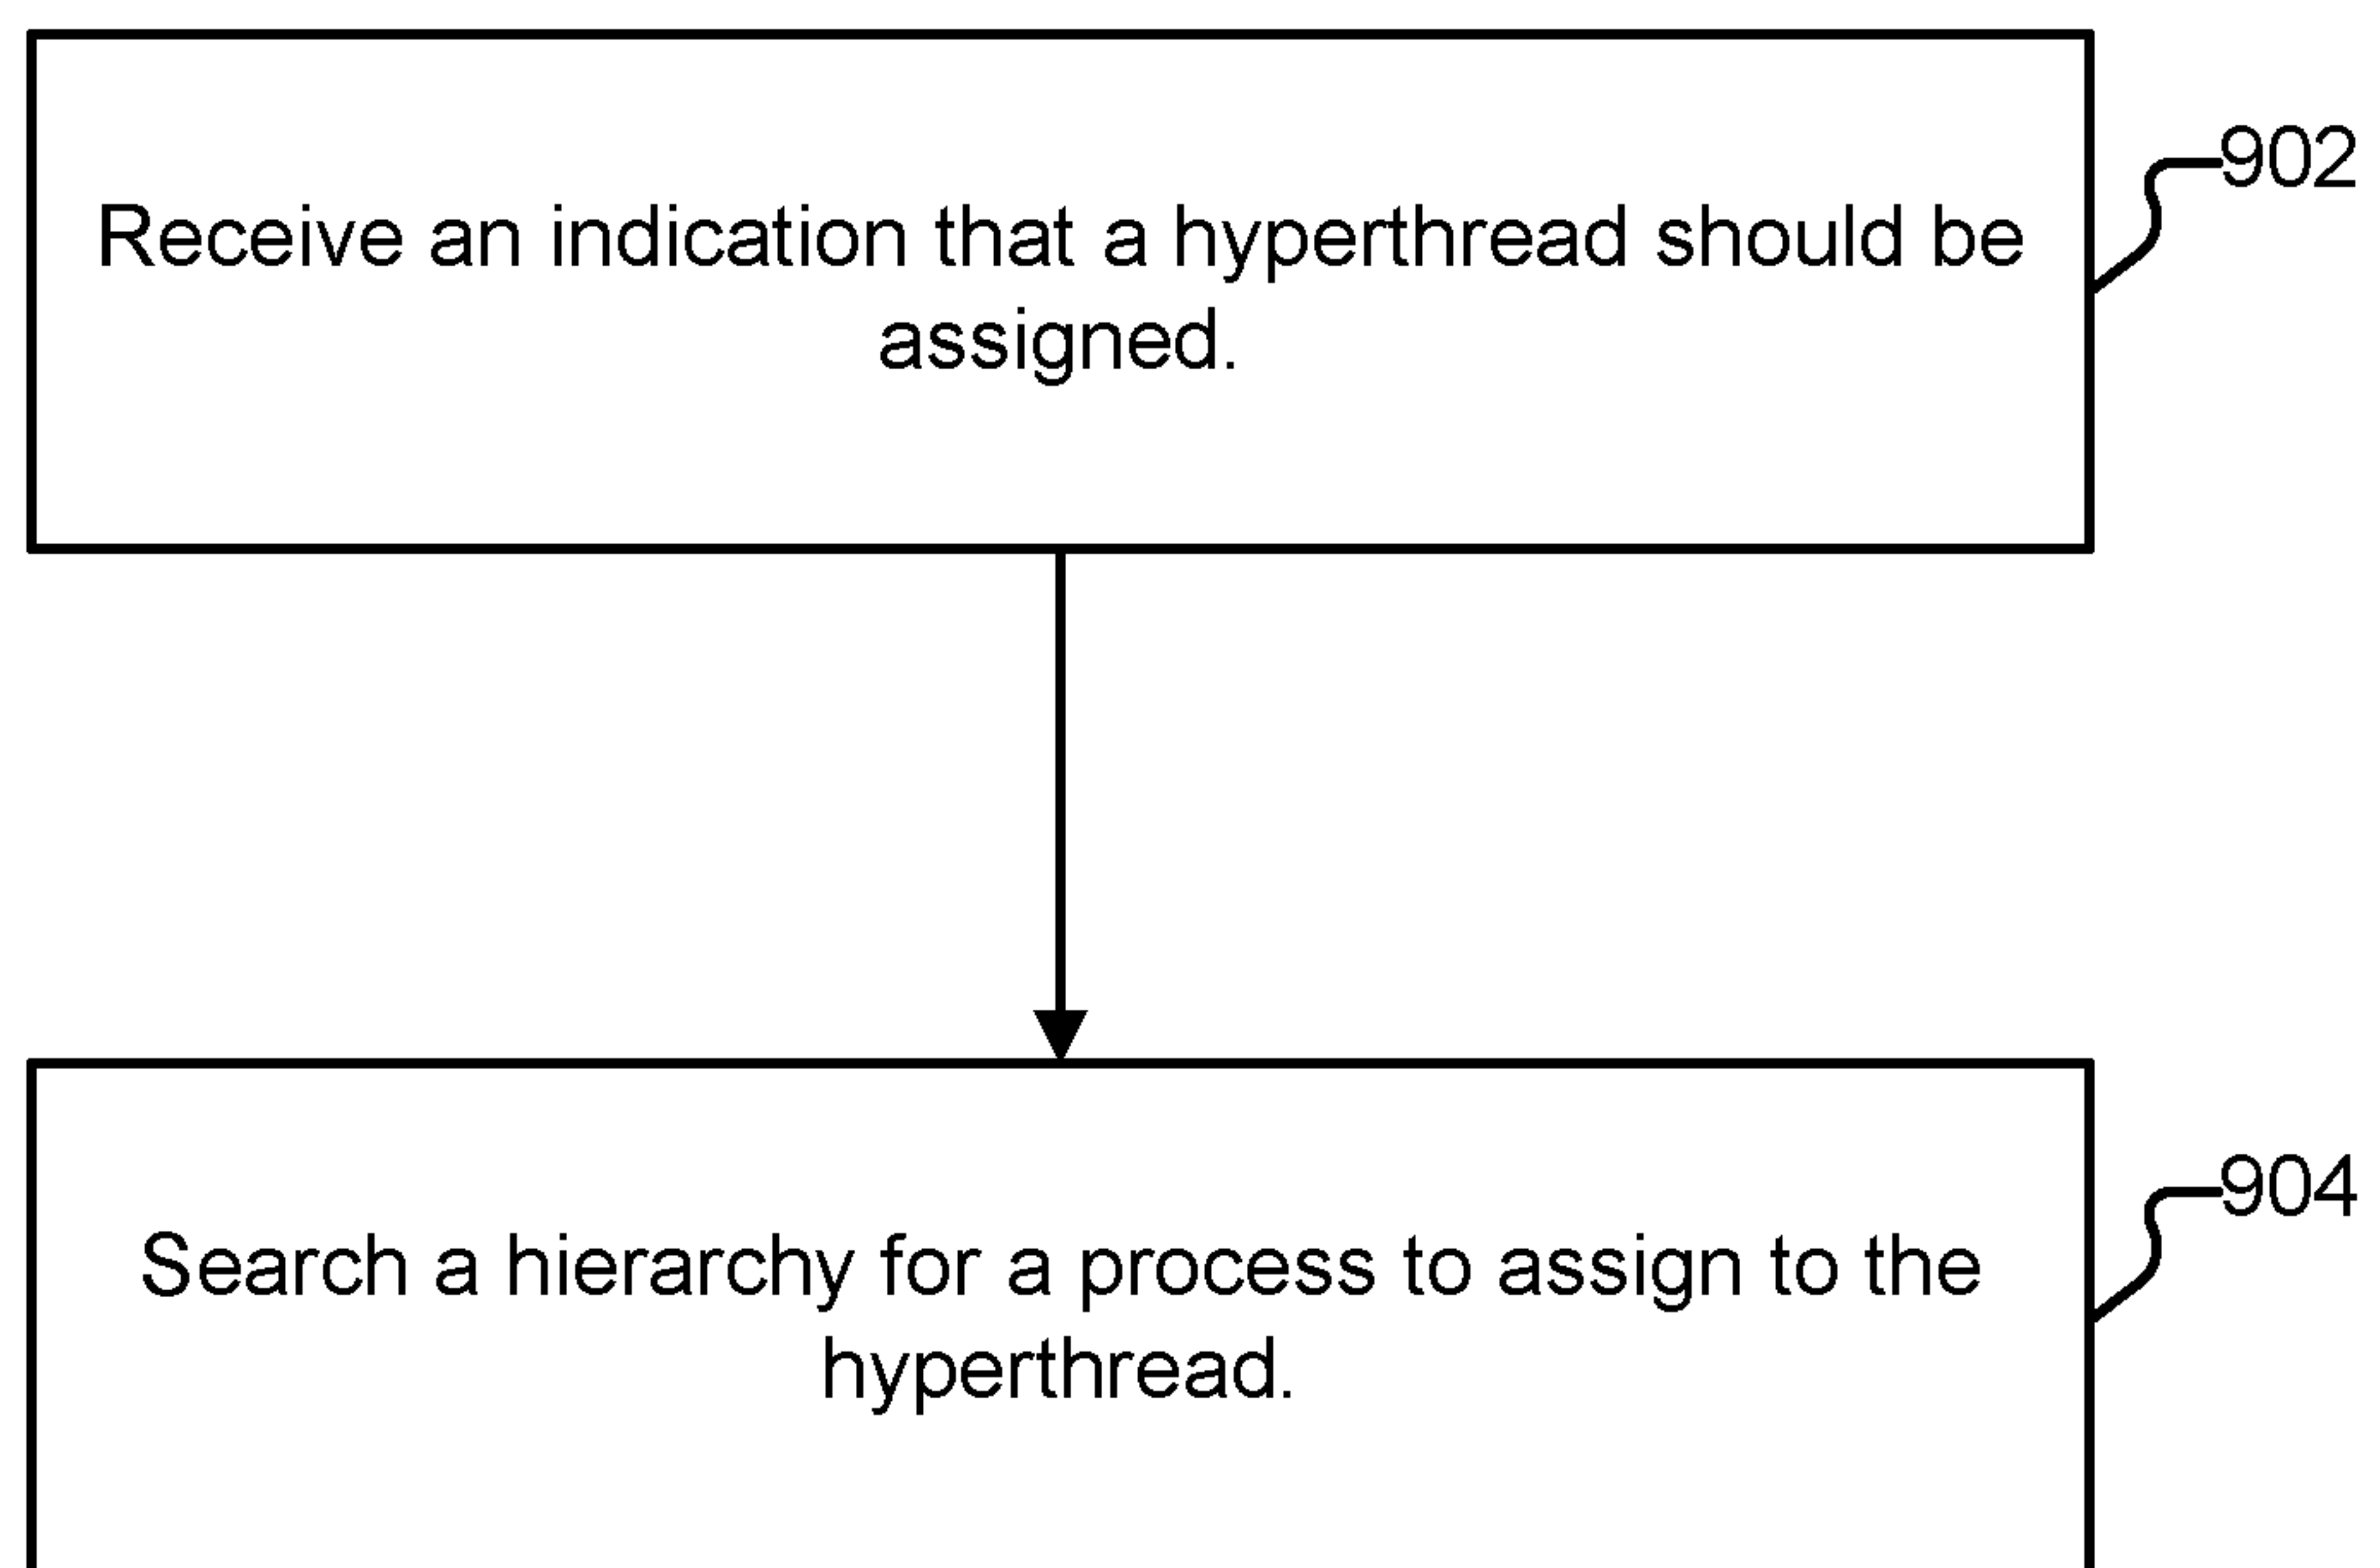 902
Receive an indication that a hyperthread should be
assigned.
904
Search a hierarchy for a process to assign to the
hyperthread.